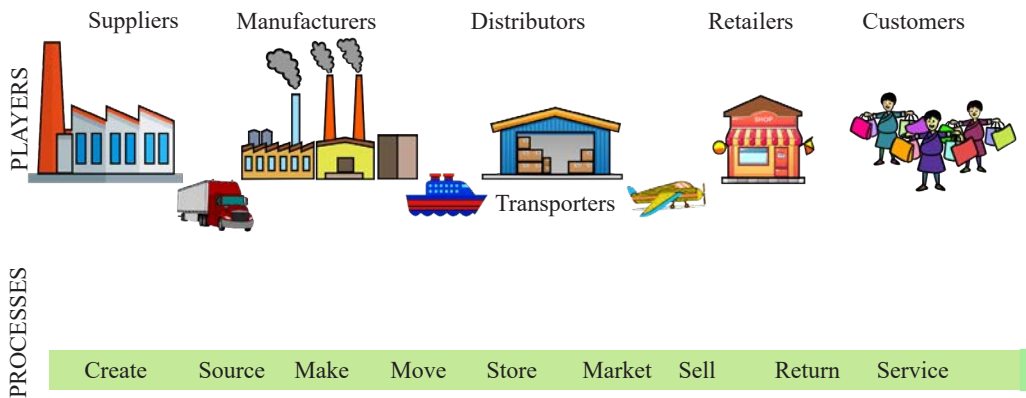 Suppliers Manufacturers Distributors Retailers Customers
PLAYERS
SHOP
Transporters
PROCESSES
Create Source Make Move Store Market Sell Return Service